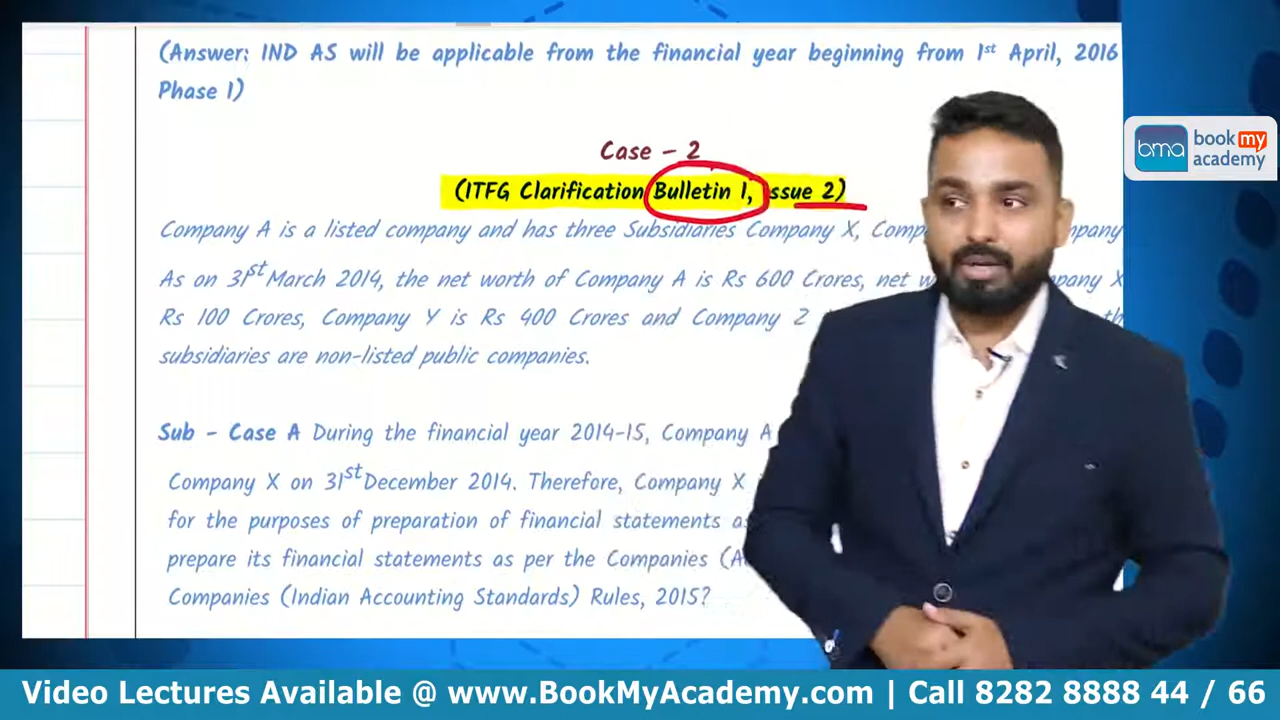 (Answer: IND AS will be applicable from the financial year beginning from 1st April, 2016
Phase 1)
Case - 2
(ITFG Clarification Bulletin 1, Issue 2)
Company A is a listed company and has three Subsidiaries Company X,
As on 31st March 2014, the net worth of Company A is Rs 600 Crores, net X
Rs 100 Crores, Company Y is Rs 400 Crores and Company Z
subsidiaries are non-listed public companies.
Sub - Case A During the financial year 2014-15, Company A
Company X on 31st December 2014. Therefore, Company X
for the purposes of preparation of financial statements
prepare its financial statements as per the Companies
Companies (Indian Accounting Standards) Rules, 2015?
bma book my academy
Video Lectures Available @ www.BookMyAcademy.com | Call 8282 8888 44 / 66